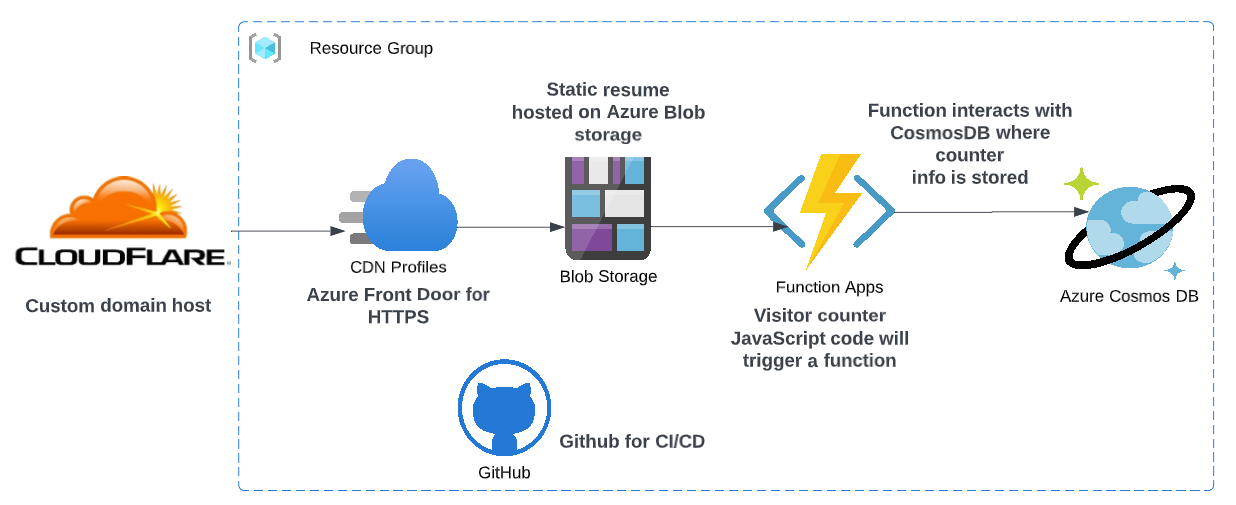 Resource Group
Static resume
hosted on Azure Blob
storage
Function interacts with
CosmosDB where
counter
info is stored
CLOUDFLARE
Custom domain host
CDN Profiles
Azure Front Door for
HTTPS
Blob Storage
Function Apps
Visitor counter
JavaScript code will
trigger a function
Azure Cosmos DB
Github for CI/CD
GitHub